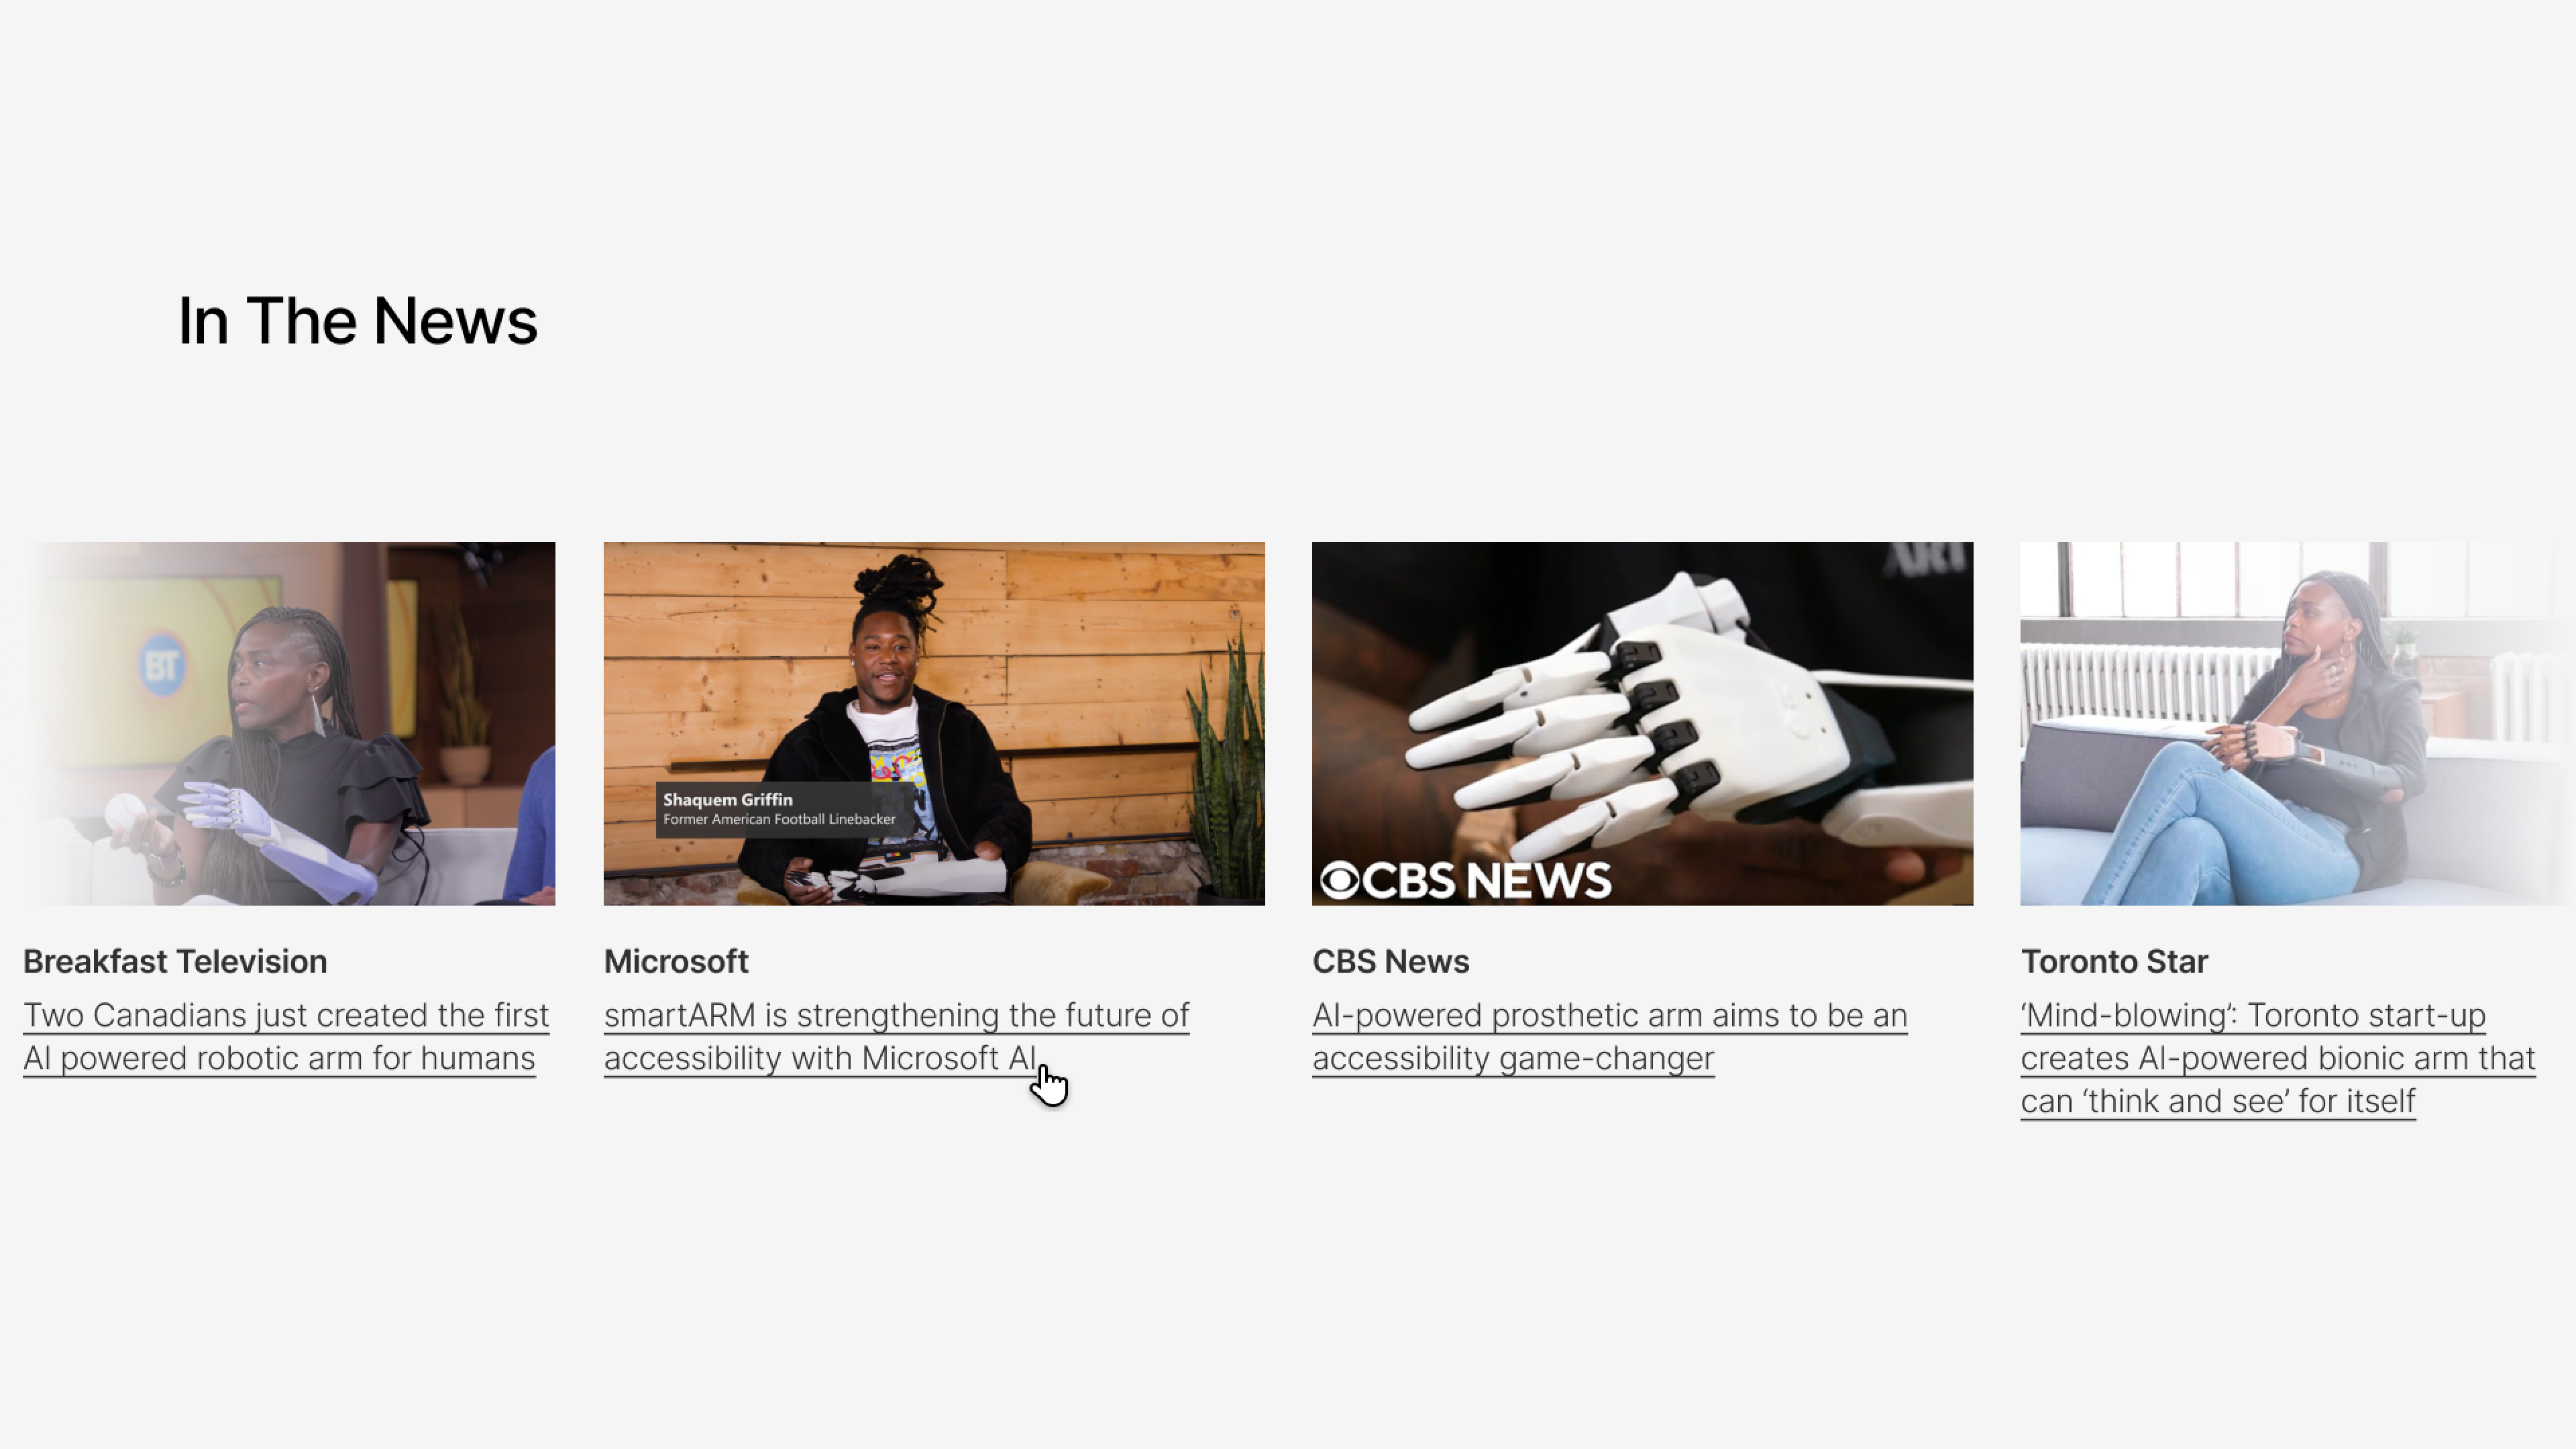 In The News
BT
Shaquem Griffin
Former American Football Linebacker
ART
CBS NEWS
Breakfast Television
Two Canadians just created the first
AI powered robotic arm for humans
Microsoft
smartARM is strengthening the future of
accessibility with Microsoft AI
CBS News
AI-powered prosthetic arm aims to be an
accessibility game-changer
Toronto Star
‘Mind-blowing’: Toronto start-up
creates AI-powered bionic arm that
can ‘think and see’ for itself